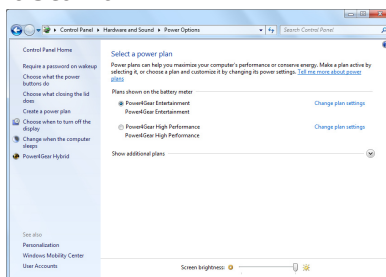 Control Panel
Hardware and Sound
Power Options
Search Control Panel
Control Panel Home
Require a password on wakeup
Choose what the power
buttons do
Choose what closing the lid
does
Create a power plan
Choose when to turn off the
display
Change when the computer
sleeps
Power4Gear Hybrid
See also
Personalization
Windows Mobility Center
User Accounts
Select a power plan
Power plans can help you maximize your computer's performance or conserve energy. Make a plan active by
selecting it, or choose a plan and customize it by changing its power settings. Tell me more about power
plans
Plans shown on the battery meter
Power4Gear Entertainment
Change plan settings
Power4Gear Entertainment
Power4Gear High Performance
Change plan settings
Power4Gear High Performance
Show additional plans
Screen brightness: